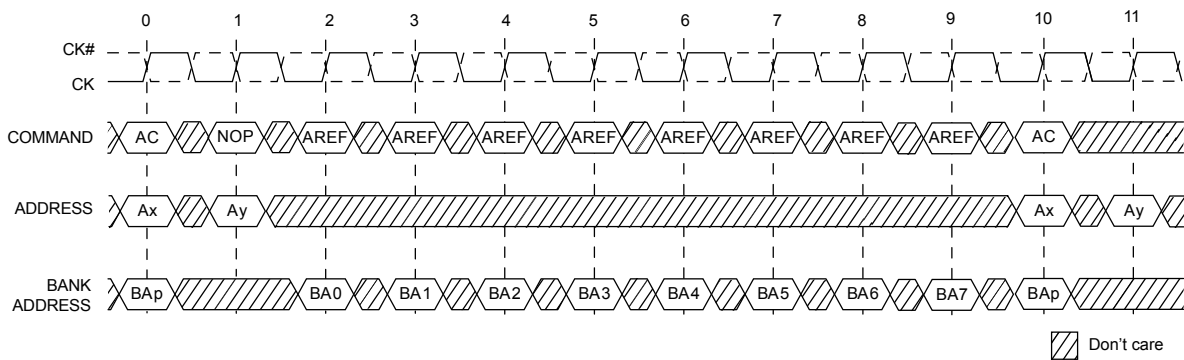 0 1 2 3 4 5 6 7 8 9 10 11
CK#
CK
COMMAND AC NOP AREF AREF AREF AREF AREF AREF AREF AREF AC
ADDRESS Ax Ay Ax Ay
BANK
ADDRESS BAp BA0 BA1 BA2 BA3 BA4 BA5 BA6 BA7 BAp
Don't care